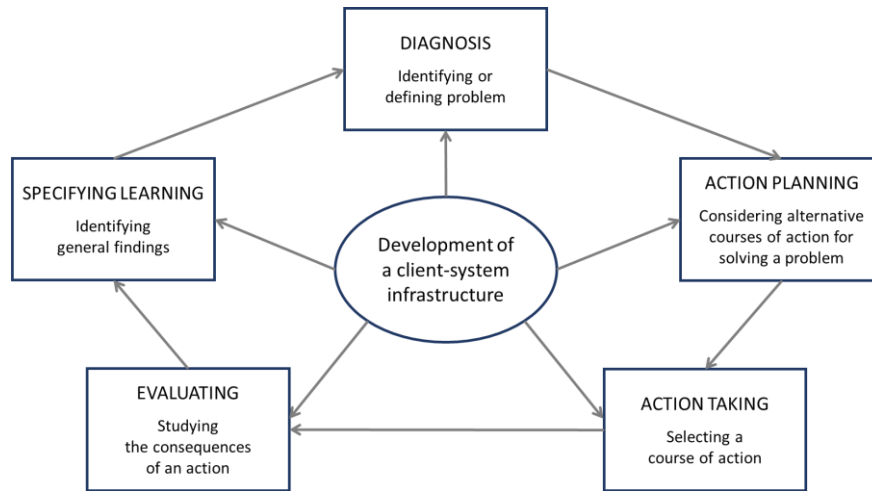 DIAGNOSIS
Identifying or
defining problem
SPECIFYING LEARNING
Identifying
general findings
ACTION PLANNING
Considering alternative
courses of action for
solving a problem
Development of
a client-system
infrastructure
EVALUATING
Studying
the consequences
of an action
ACTION TAKING
Selecting a
course of action